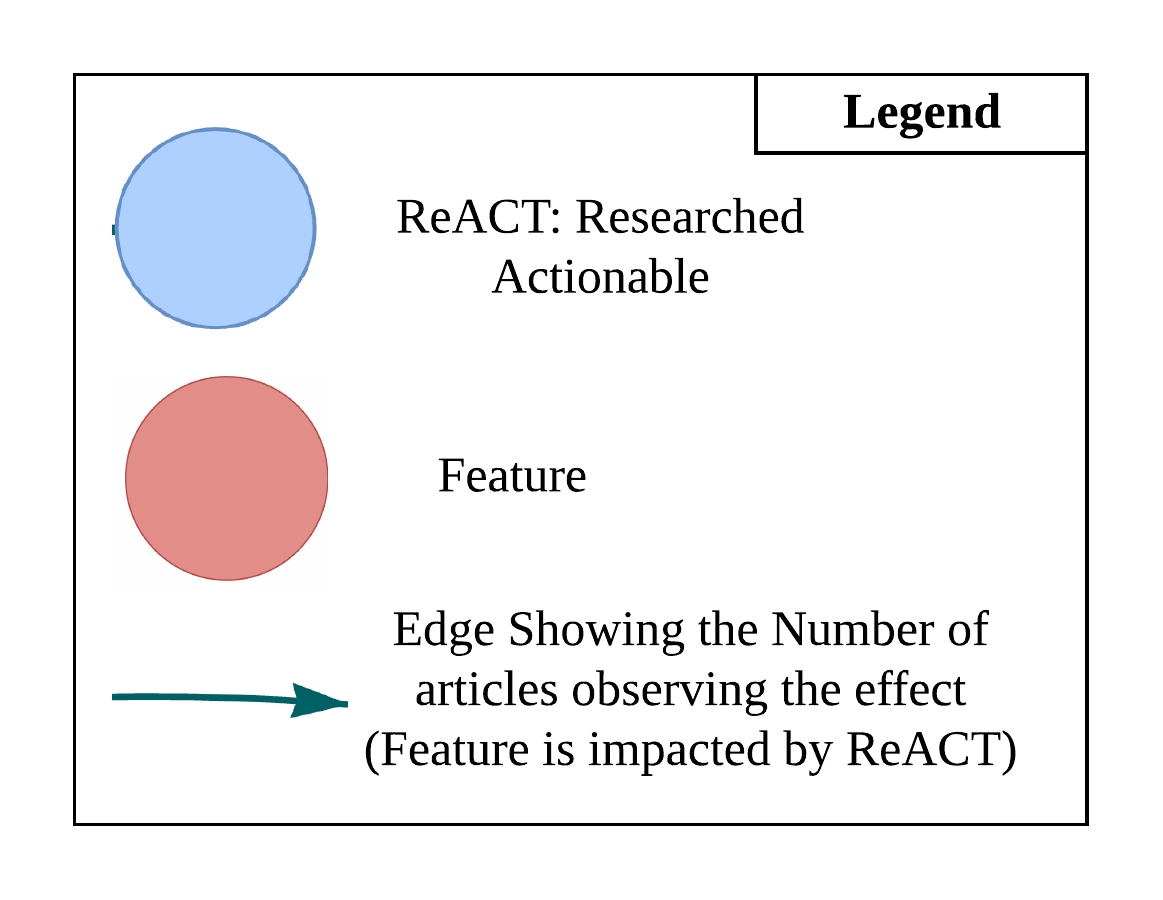 Legend
ReACT: Researched
Actionable
Feature
Edge Showing the Number of
articles observing the effect
(Feature is impacted by ReACT)